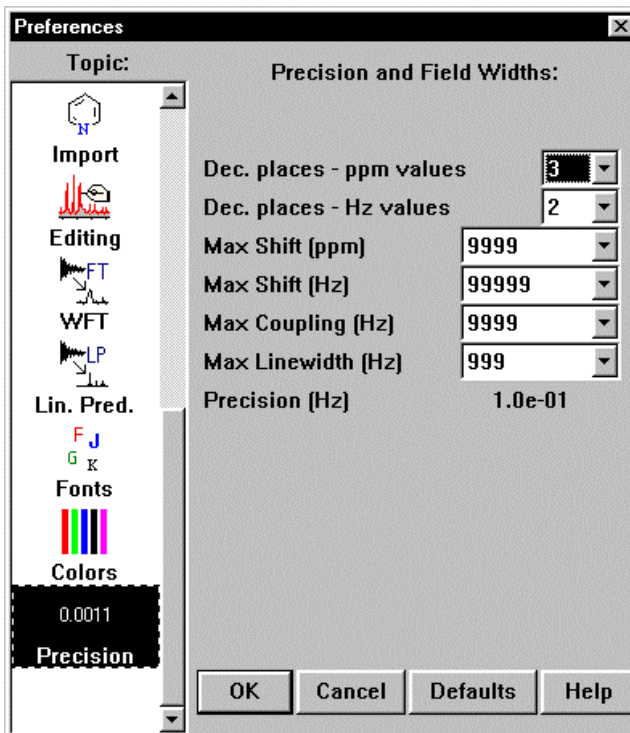 Preferences
Topic:
N
Import
Editing
FT
WFT
LP
Lin. Pred.
F J
G K
Fonts
Colors
0.0011
Precision
Precision and Field Widths:
Dec. places - ppm values 3
Dec. places - Hz values 2
Max Shift (ppm) 9999
Max Shift (Hz) 99999
Max Coupling (Hz) 9999
Max Linewidth (Hz) 999
Precision (Hz) 1.0e-01
OK Cancel Defaults Help